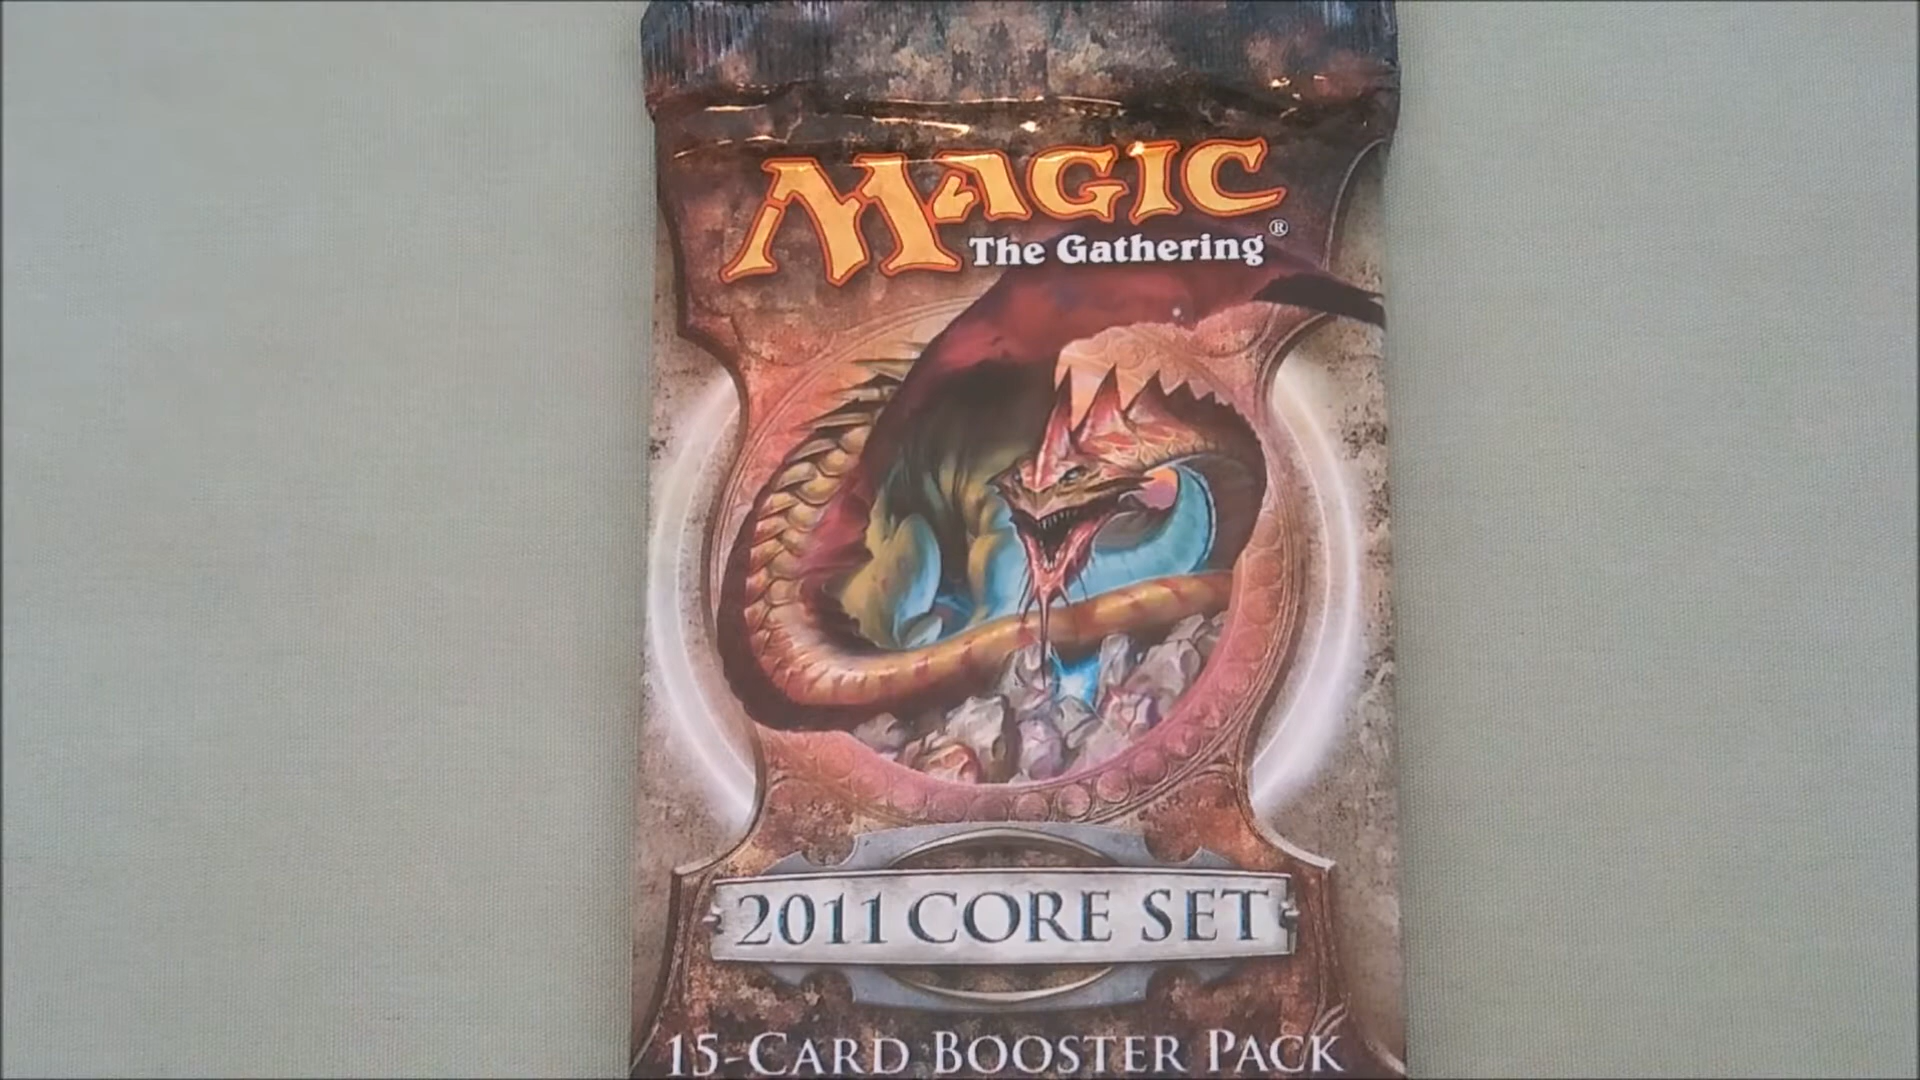 MAGIC
The Gathering®
2011 CORE SET
15-CARD BOOSTER PACK